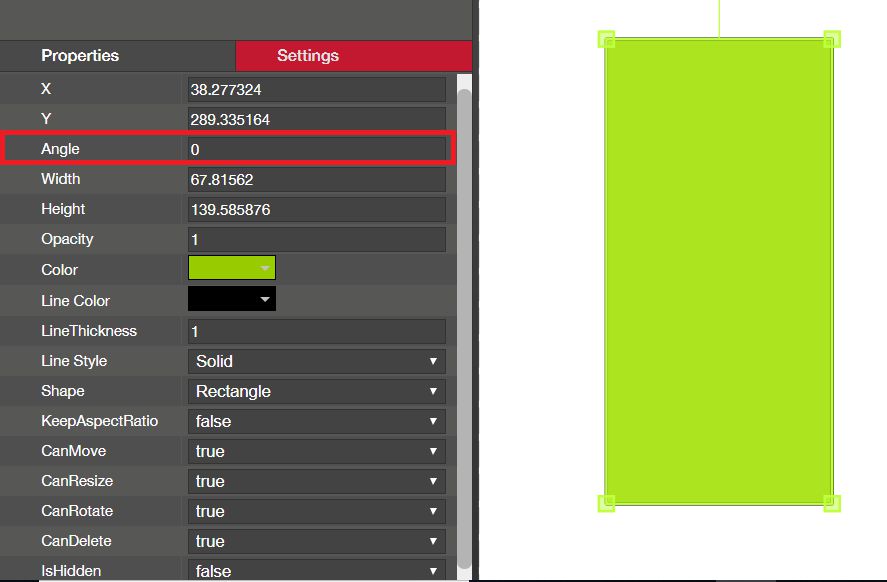 Properties Settings
X 38.277324
Y 289.335164
Angle 0
Width 67.81562
Height 139.585876
Opacity 1
Color
Line Color
LineThickness 1
Line Style Solid
Shape Rectangle
KeepAspectRatio false
CanMove true
CanResize true
CanRotate true
CanDelete true
IsHidden false